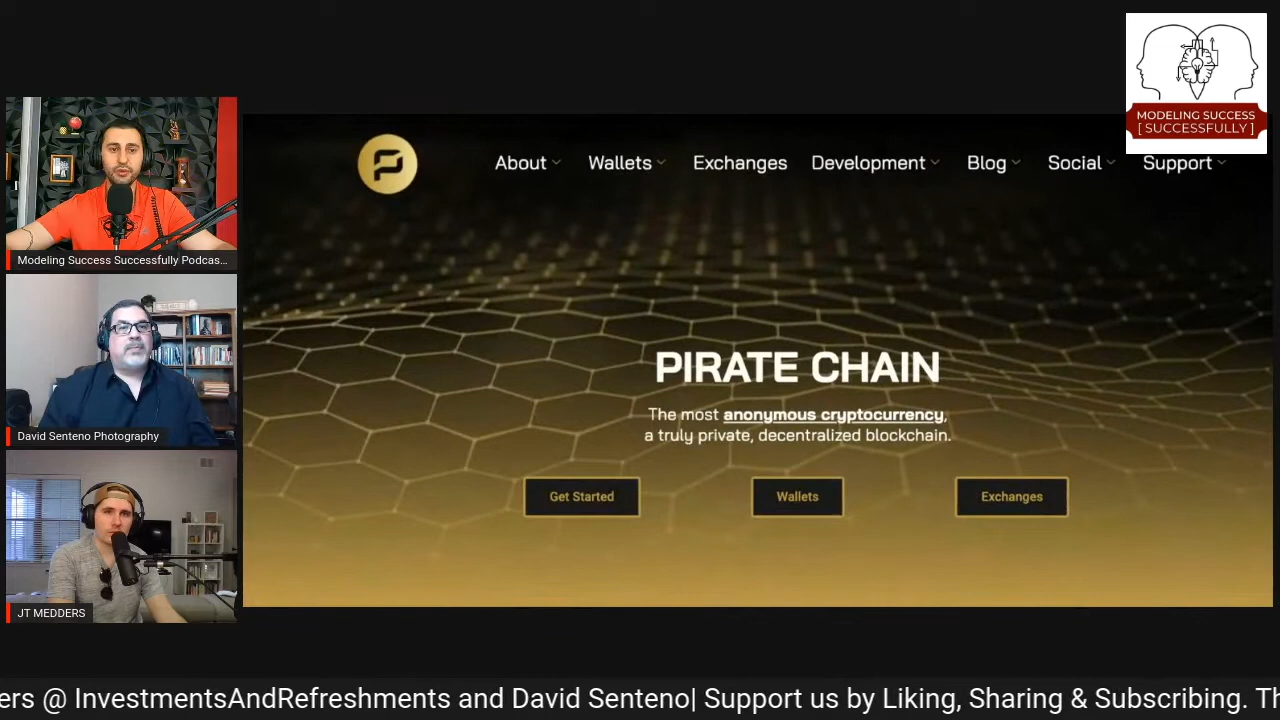 MODELING SUCCESS
[ SUCCESSFULLY ]
About Wallets Exchanges Development Blog Social Support
PIRATE CHAIN
The most anonymous cryptocurrency,
a truly private, decentralized blockchain.
Get Started Wallets Exchanges
Modeling Success Successfully Podcas...
David Senteno Photography
JT MEDDERS
ers @ InvestmentsAndRefreshments and David Senteno| Support us by Liking, Sharing & Subscribing. Th